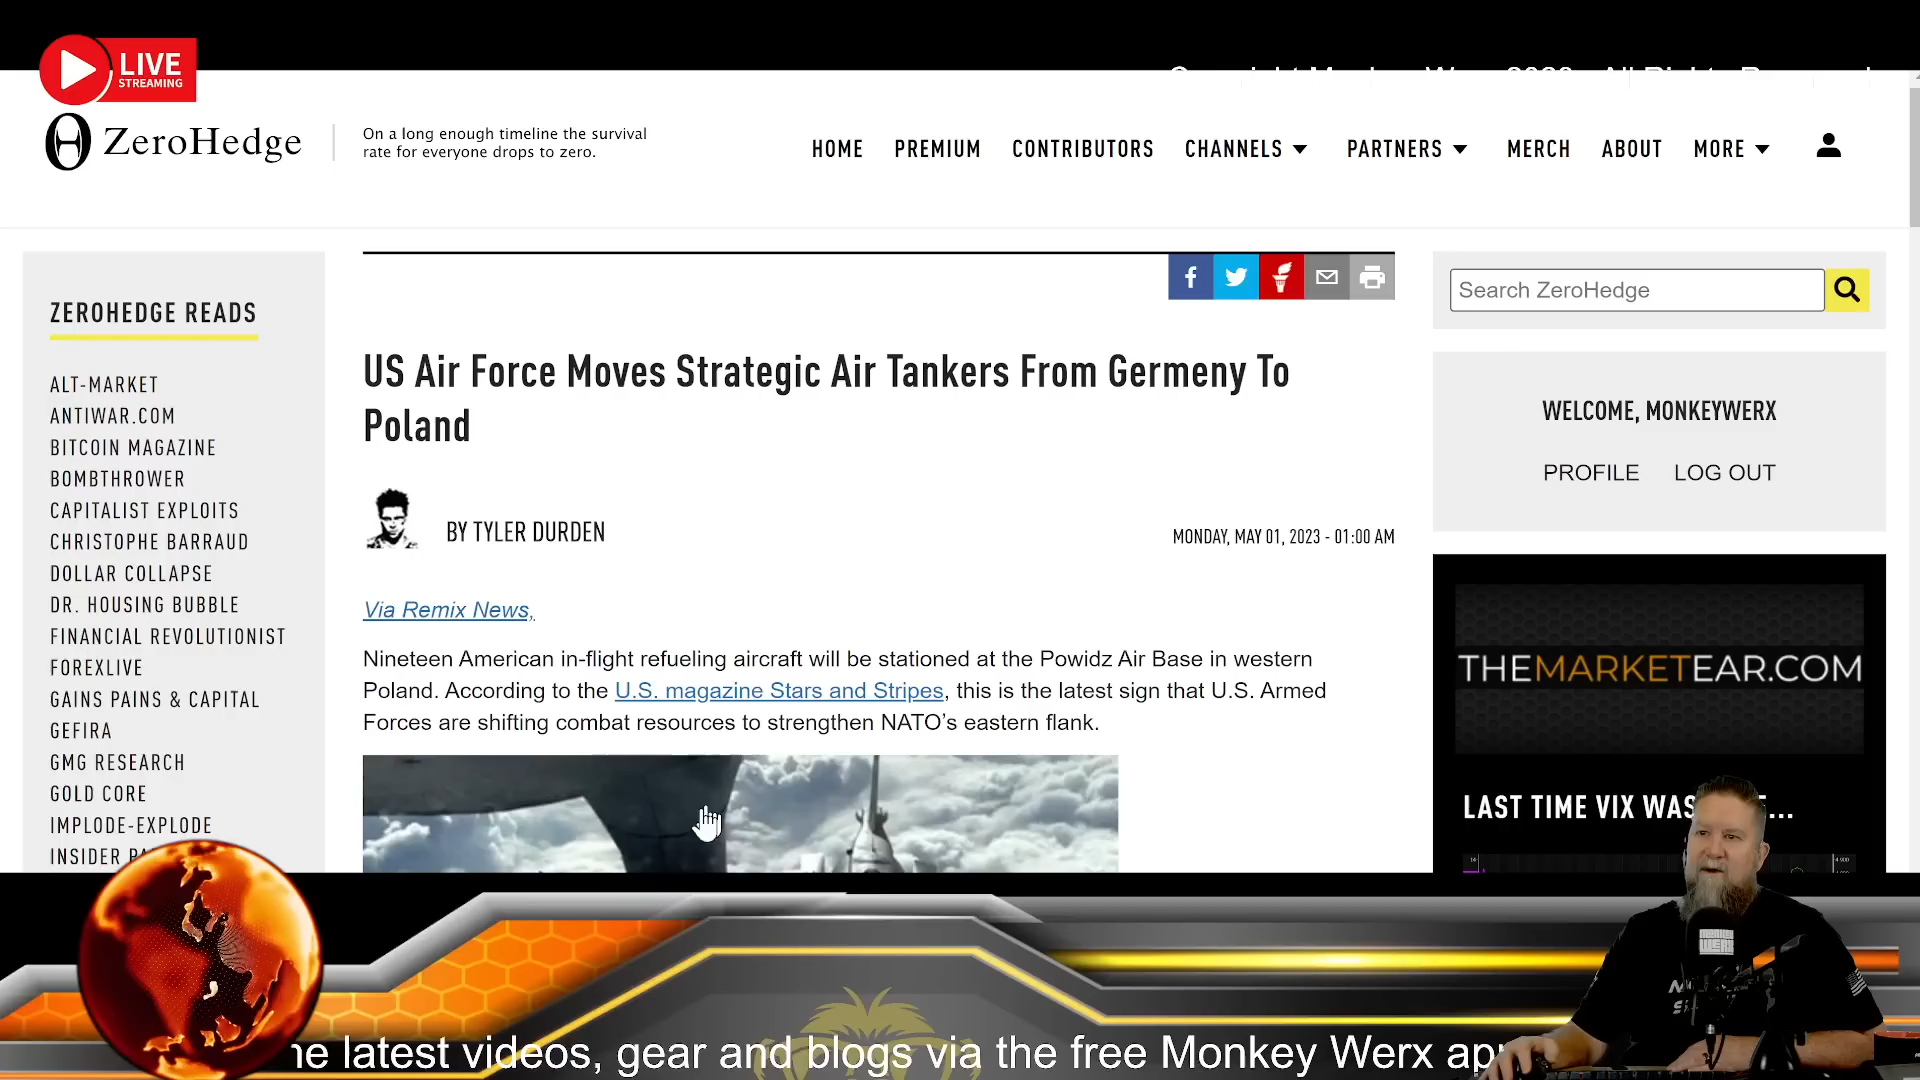 LIVE
STREAMING
ZeroHedge
On a long enough timeline the survival
rate for everyone drops to zero.
HOME PREMIUM CONTRIBUTORS CHANNELS PARTNERS MERCH ABOUT MORE
ZEROHEDGE READS
ALT-MARKET
ANTIWAR.COM
BITCOIN MAGAZINE
BOMBTHROWER
CAPITALIST EXPLOITS
CHRISTOPHE BARRAUD
DOLLAR COLLAPSE
DR. HOUSING BUBBLE
FINANCIAL REVOLUTIONIST
FOREXLIVE
GAINS PAINS & CAPITAL
GEFIRA
GMG RESEARCH
GOLD CORE
IMPLODE-EXPLODE
INSIDER
US Air Force Moves Strategic Air Tankers From Germeny To
Poland
BY TYLER DURDEN
MONDAY, MAY 01, 2023 - 01:00 AM
Via Remix News,
Nineteen American in-flight refueling aircraft will be stationed at the Powidz Air Base in western
Poland. According to the U.S. magazine Stars and Stripes, this is the latest sign that U.S. Armed
Forces are shifting combat resources to strengthen NATO’s eastern flank.
Search ZeroHedge
WELCOME, MONKEYWERX
PROFILE LOG OUT
THEMARKETEAR.COM
LAST TIME VIX WAS
he latest videos, gear and blogs via the free Monkey Werx app